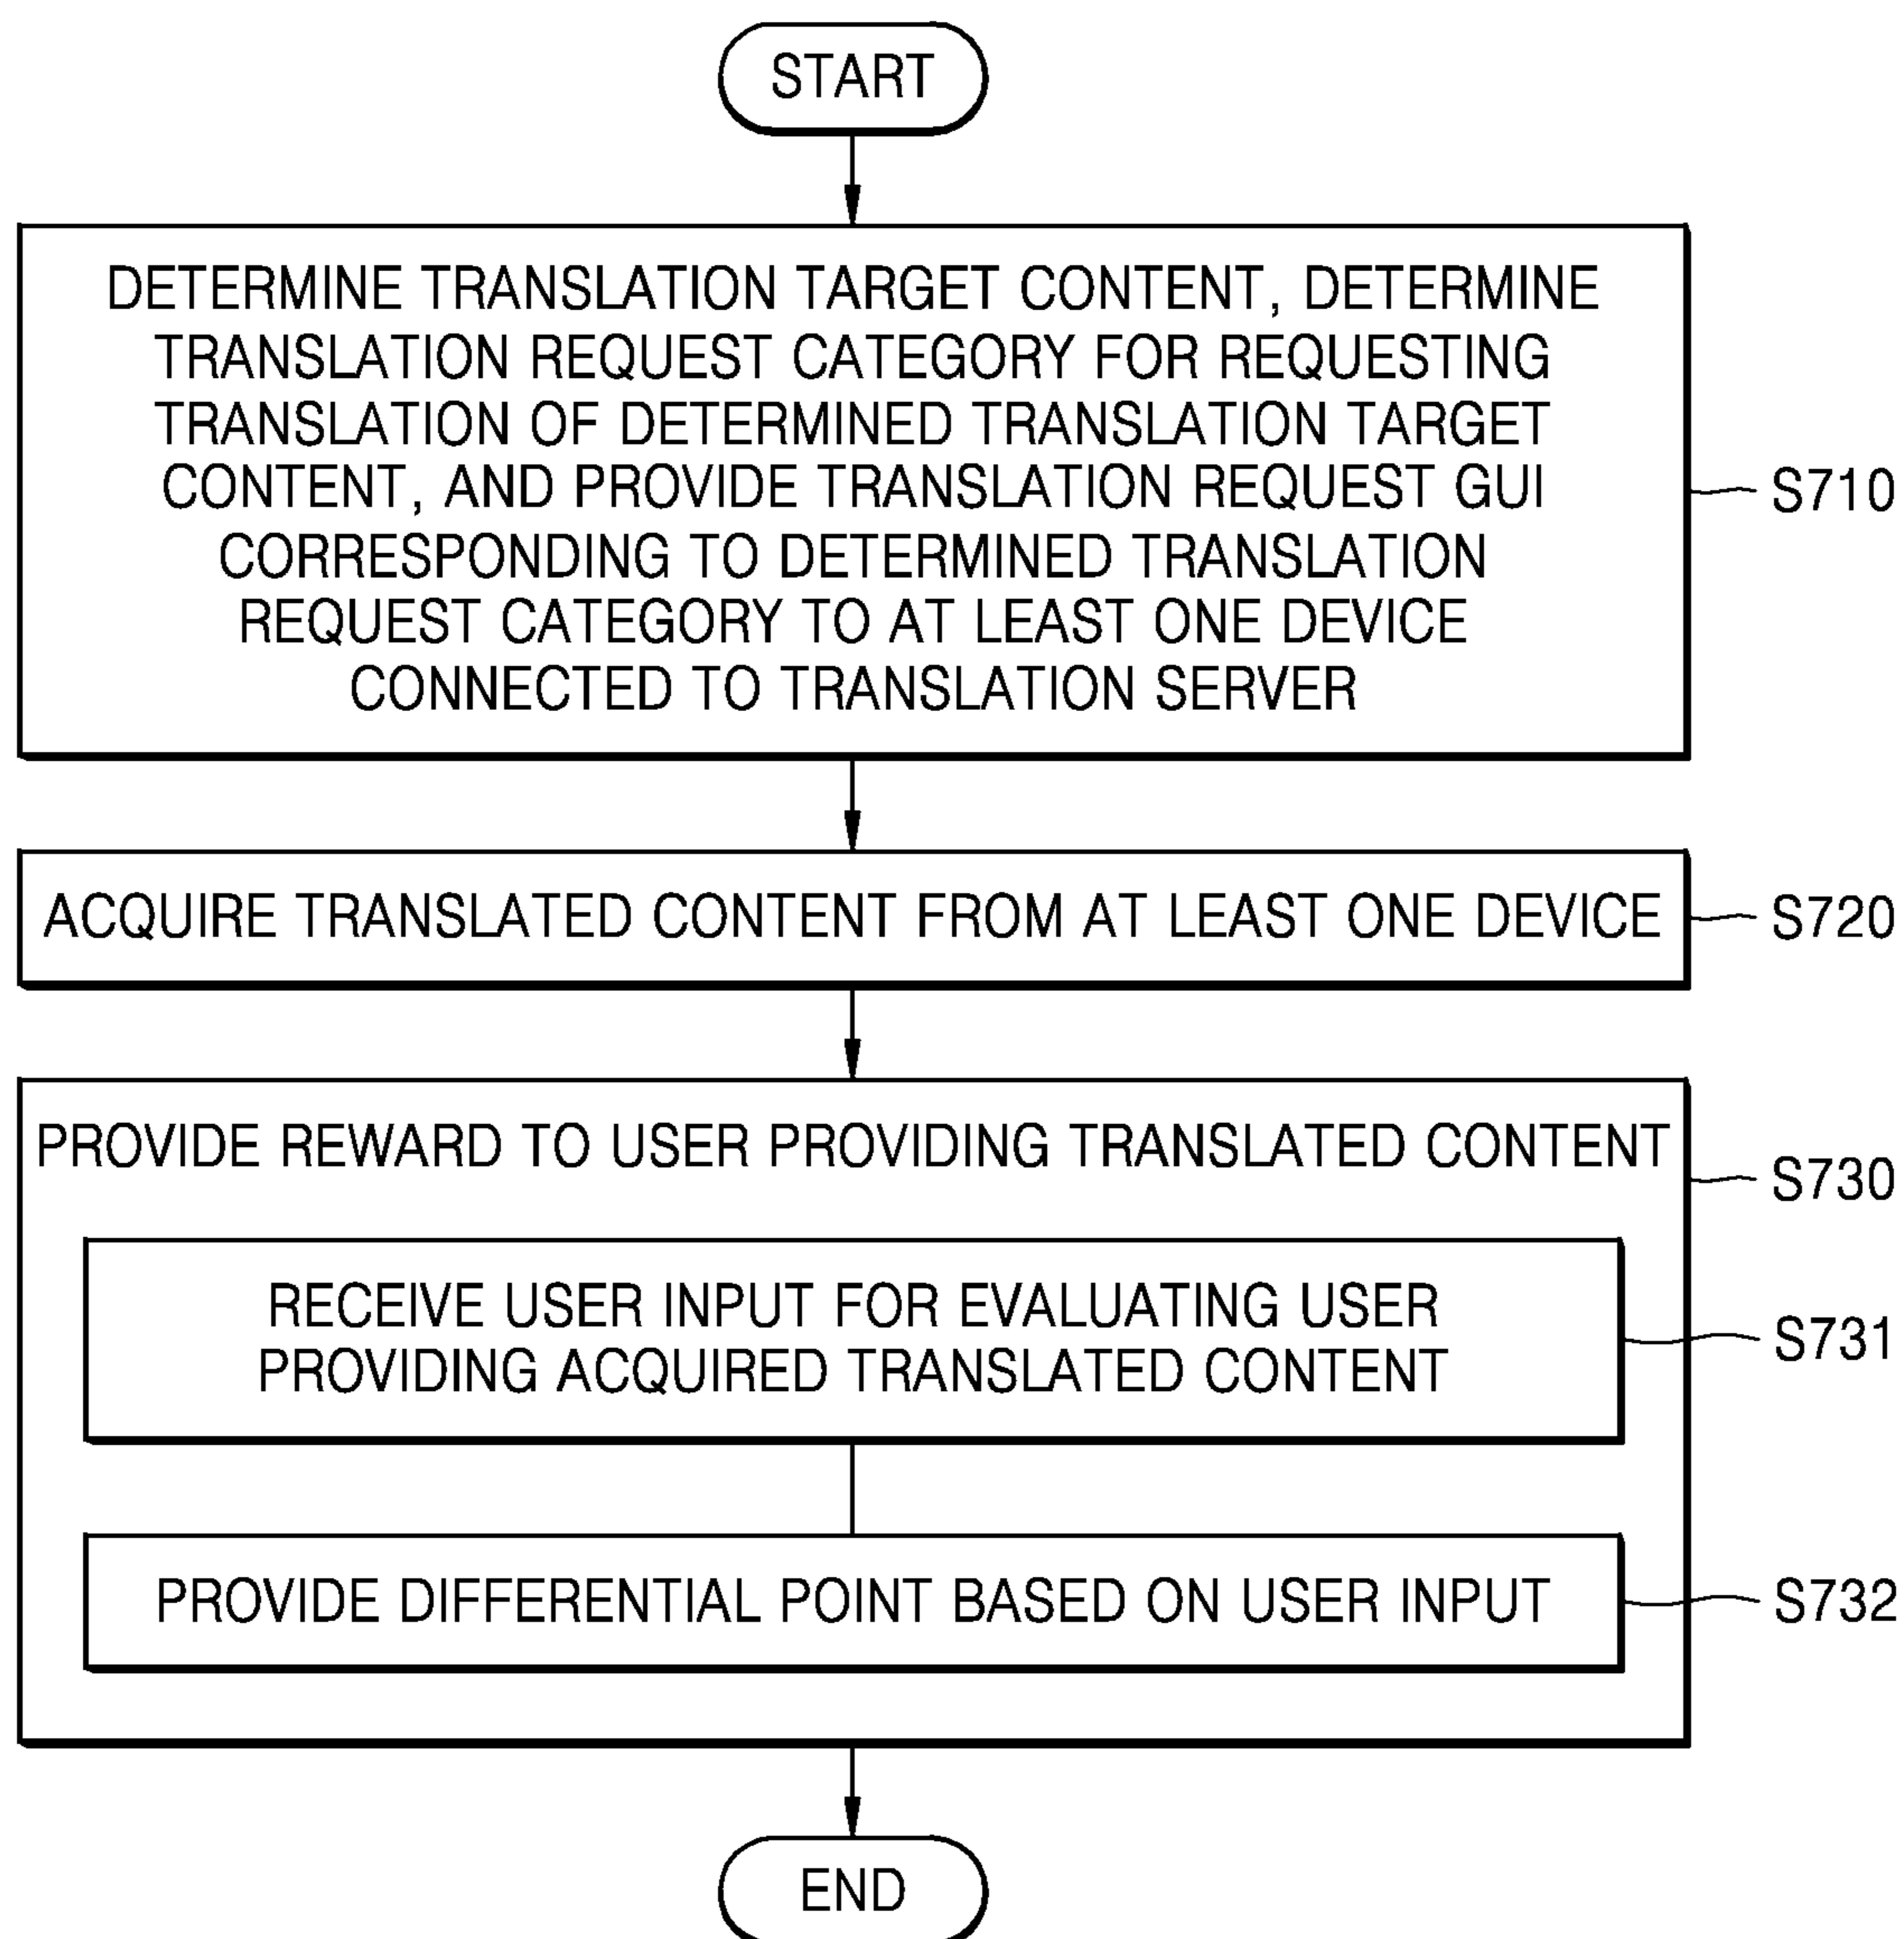 START
DETERMINE TRANSLATION TARGET CONTENT, DETERMINE
TRANSLATION REQUEST CATEGORY FOR REQUESTING
TRANSLATION OF DETERMINED TRANSLATION TARGET
CONTENT, AND PROVIDE TRANSLATION REQUEST GUI
CORRESPONDING TO DETERMINED TRANSLATION
REQUEST CATEGORY TO AT LEAST ONE DEVICE
CONNECTED TO TRANSLATION SERVER
S710
ACQUIRE TRANSLATED CONTENT FROM AT LEAST ONE DEVICE
S720
PROVIDE REWARD TO USER PROVIDING TRANSLATED CONTENT
S730
RECEIVE USER INPUT FOR EVALUATING USER
PROVIDING ACQUIRED TRANSLATED CONTENT
S731
PROVIDE DIFFERENTIAL POINT BASED ON USER INPUT
S732
END